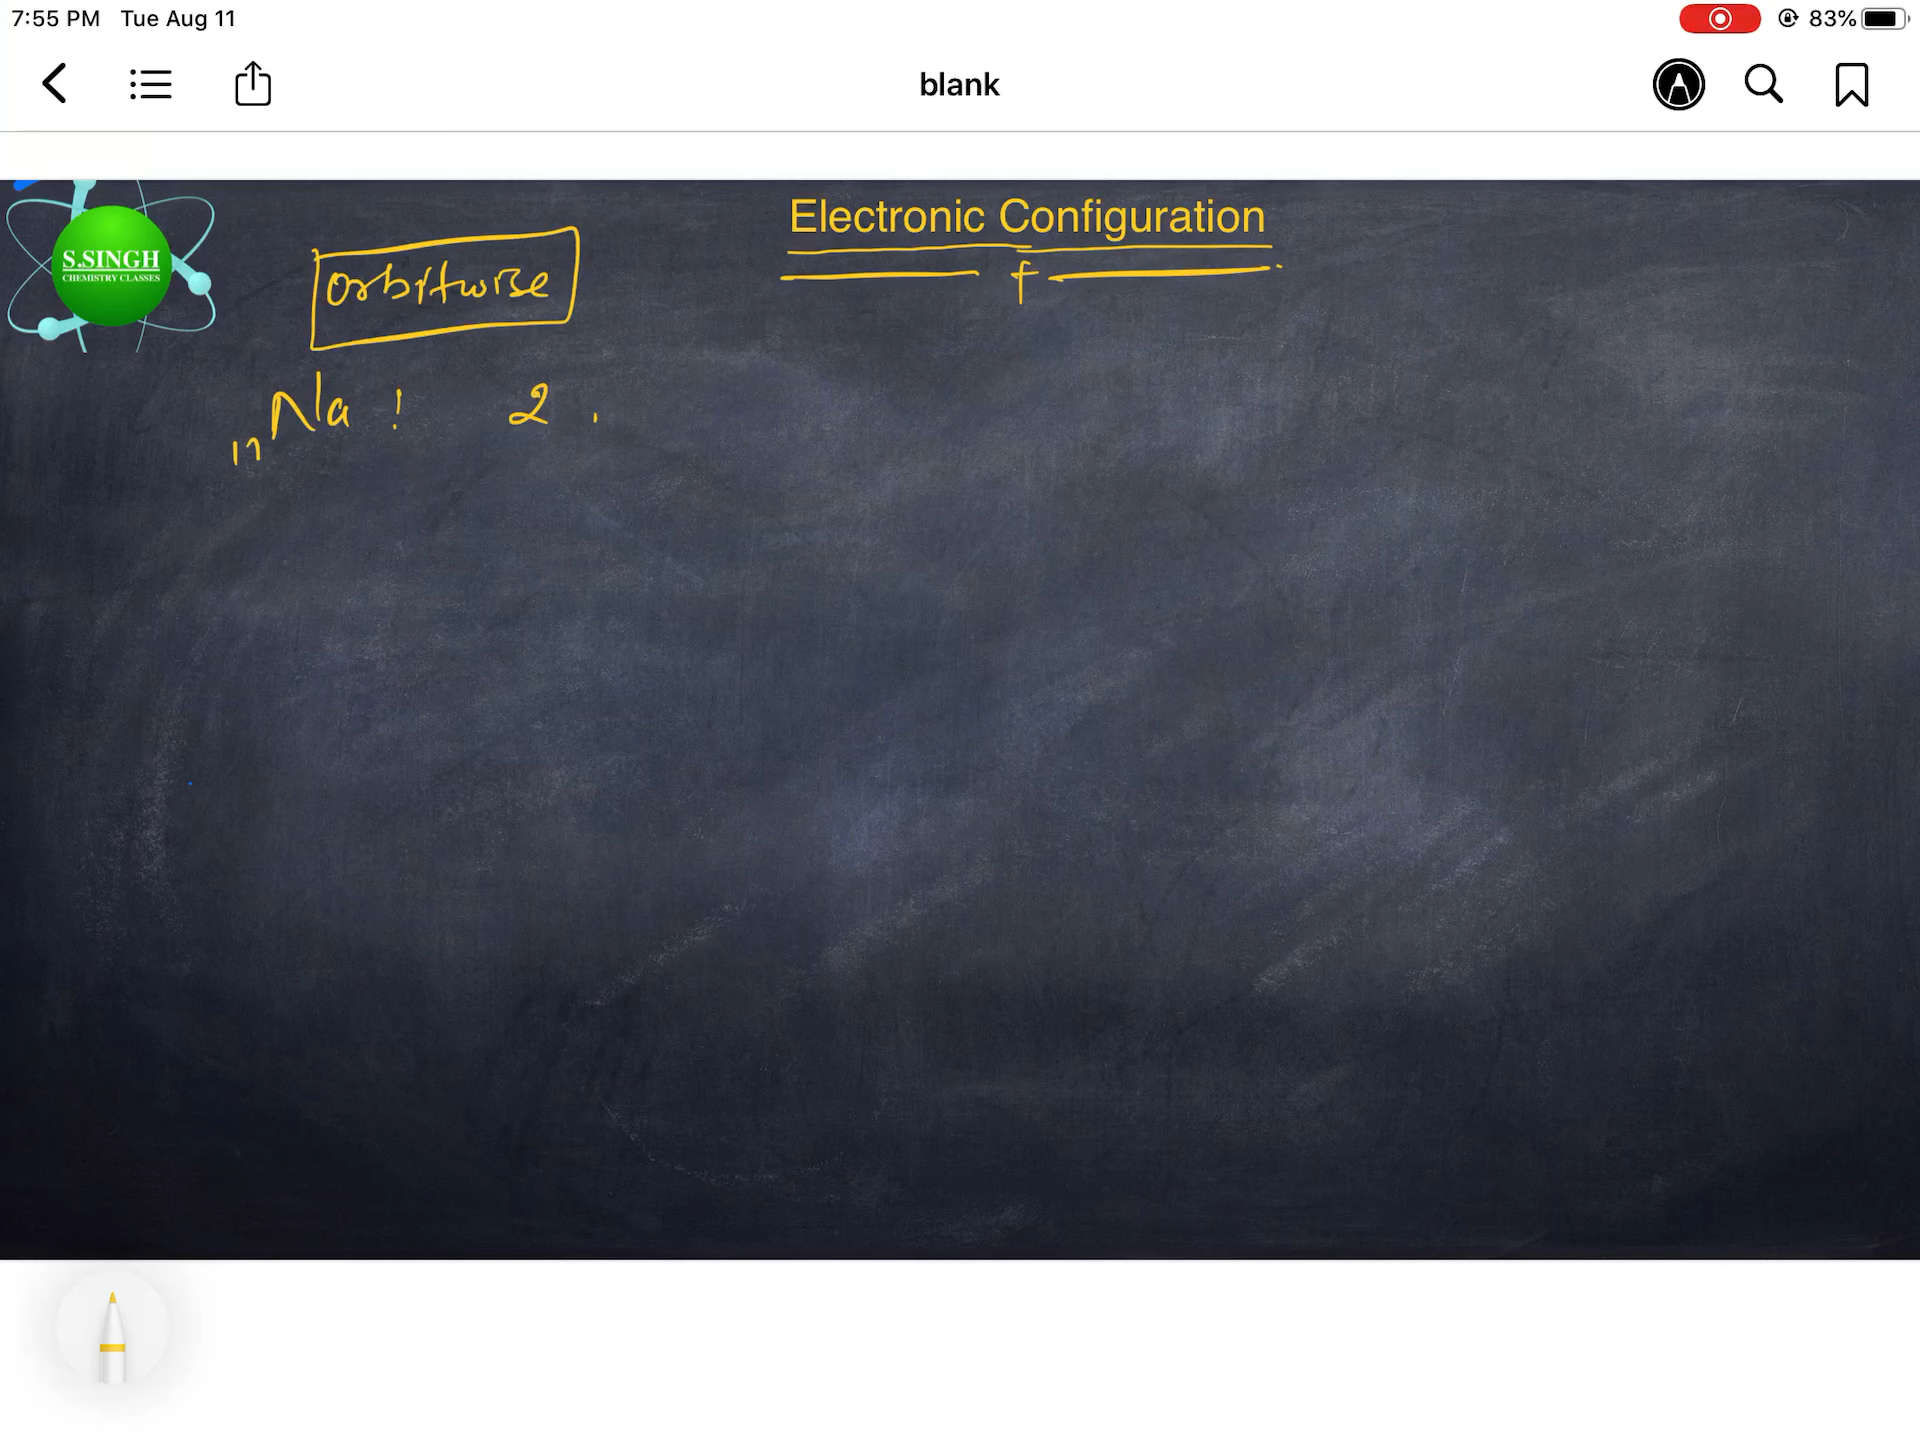 7:55 PM Tue Aug 11
83%
blank
S.SINGH
CHEMISTRY CLASSES
Electronic Configuration
orbitwise
11Na : 2 ,